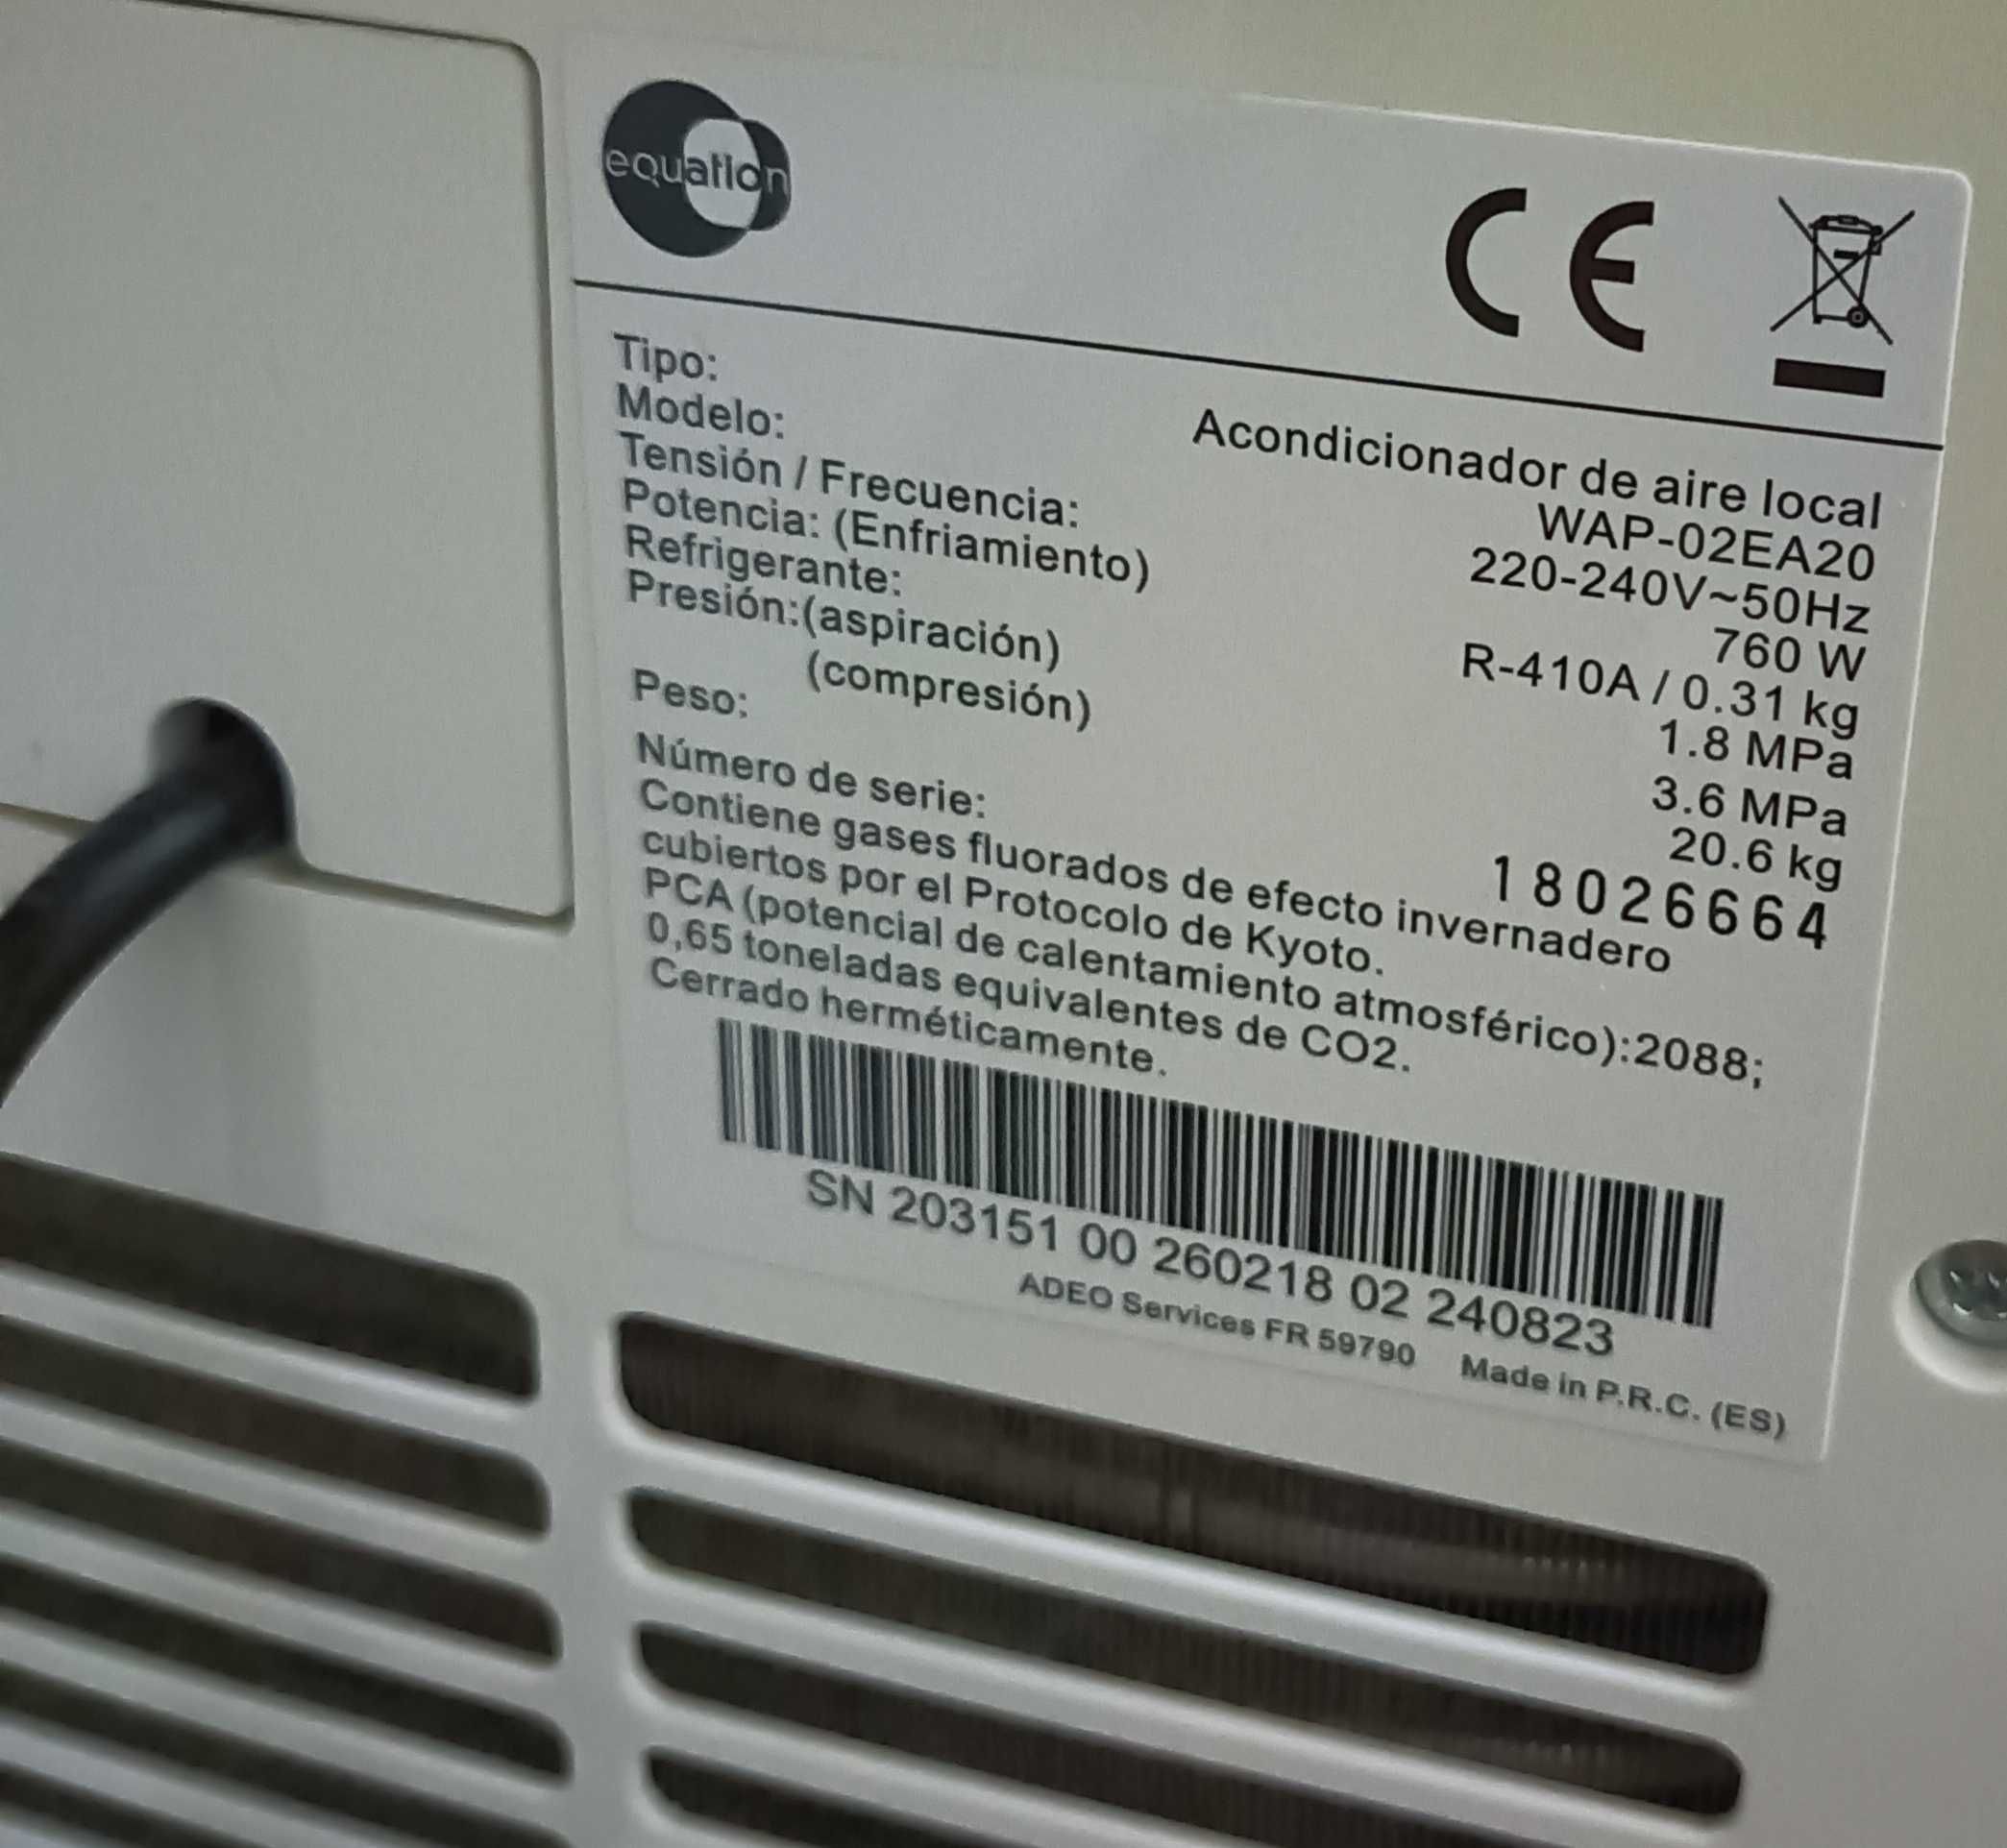 equation
CE
Tipo: Acondicionador de aire local
Modelo: WAP-02EA20
Tensión / Frecuencia: 220-240V~50Hz
Potencia: (Enfriamiento) 760 W
Refrigerante: R-410A / 0.31 kg
Presión:(aspiración) 1.8 MPa
(compresión) 3.6 MPa
Peso: 20.6 kg
Número de serie: 18026664
Contiene gases fluorados de efecto invernadero
cubiertos por el Protocolo de Kyoto.
PCA (potencial de calentamiento atmosférico):2088;
0,65 toneladas equivalentes de CO2.
Cerrado herméticamente.
SN 203151 00 260218 02 240823
ADEO Services FR 59790 Made in P.R.C. (ES)